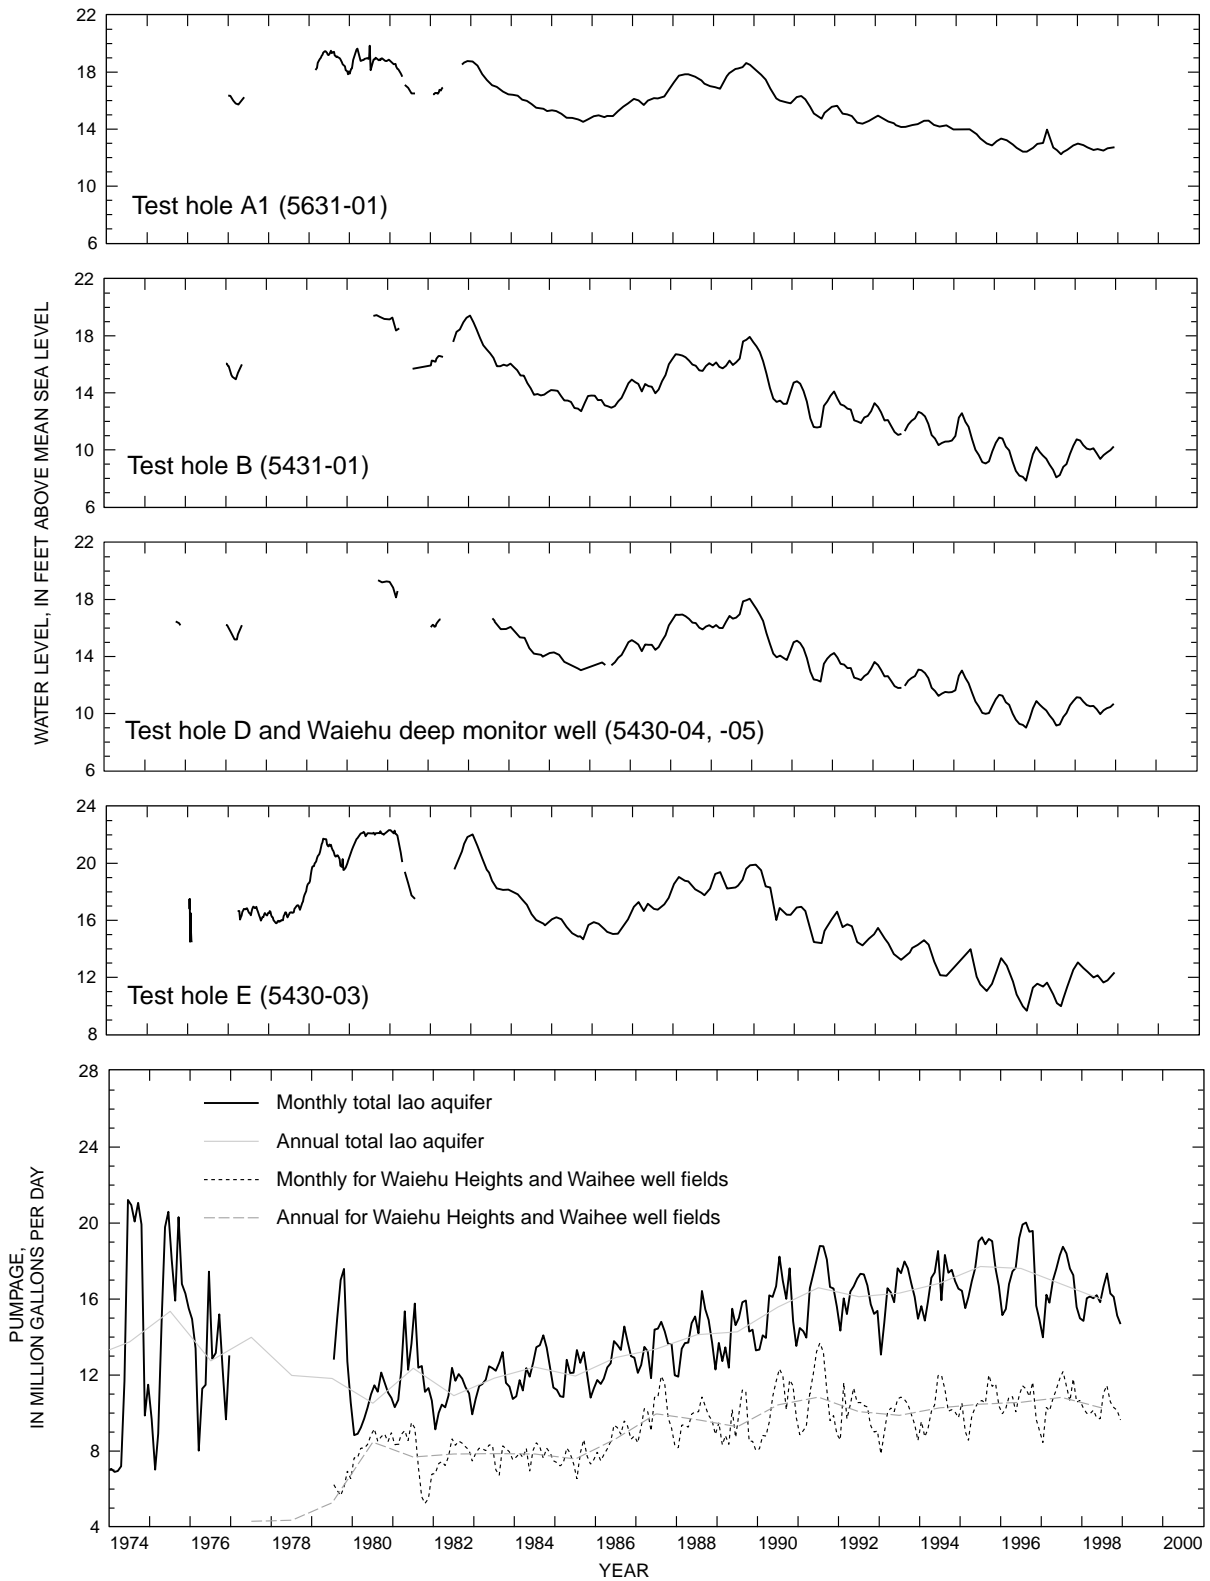 22
18
14
10
6
Test hole A1 (5631-01)
22
18
14
10
6
Test hole B (5431-01)
WATER LEVEL, IN FEET ABOVE MEAN SEA LEVEL
22
18
14
10
6
Test hole D and Waiehu deep monitor well (5430-04, -05)
24
20
16
12
8
Test hole E (5430-03)
28
24
20
16
12
8
4
Monthly total Iao aquifer
Annual total Iao aquifer
Monthly for Waiehu Heights and Waihee well fields
Annual for Waiehu Heights and Waihee well fields
PUMPAGE,
IN MILLION GALLONS PER DAY
1974 1976 1978 1980 1982 1984 1986 1988 1990 1992 1994 1996 1998 2000
YEAR